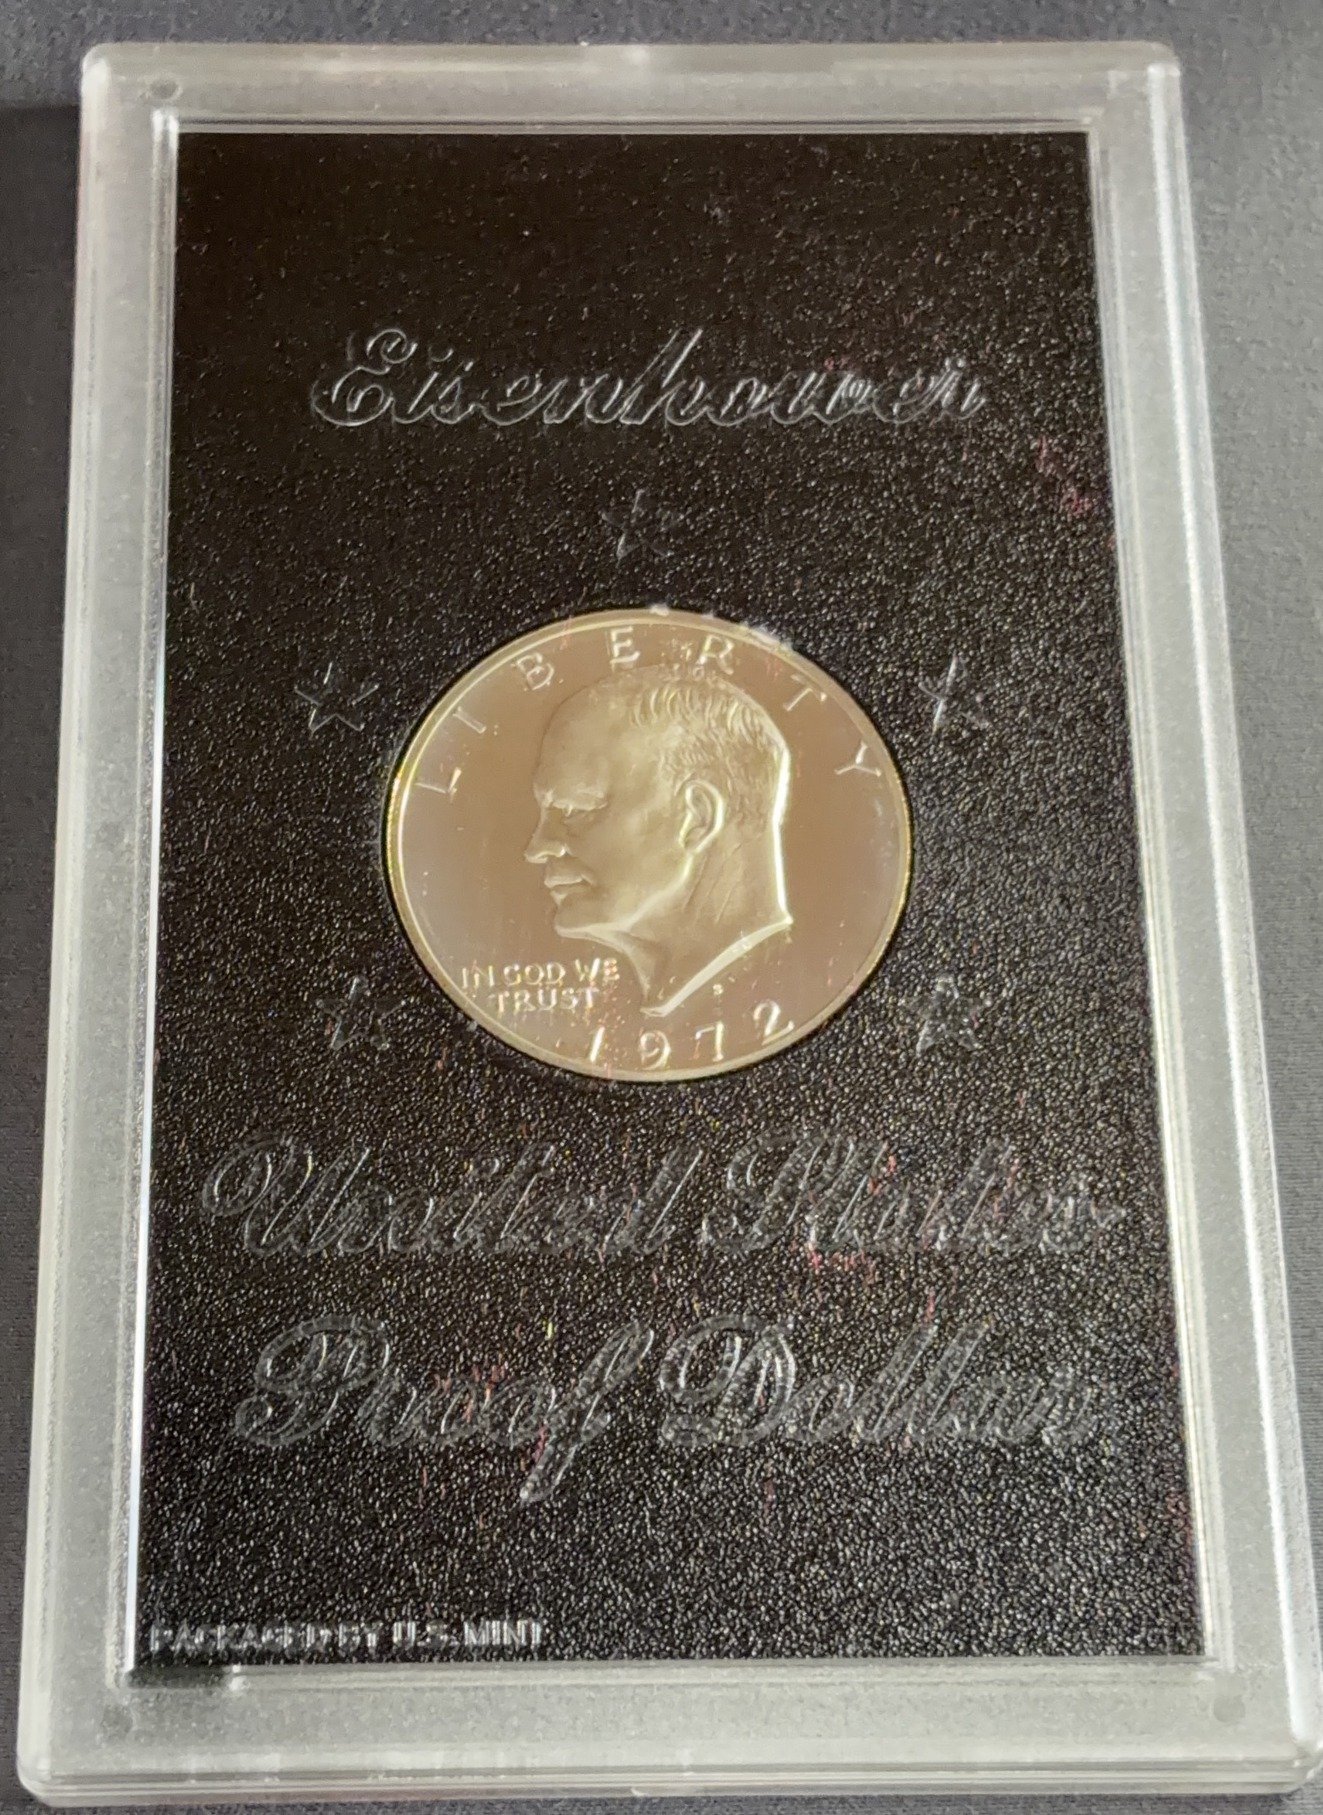 Eisenhower
LIBERTY
IN GOD WE
TRUST
S
1972
United States
Proof Dollar
PACKAGED BY U.S. MINT